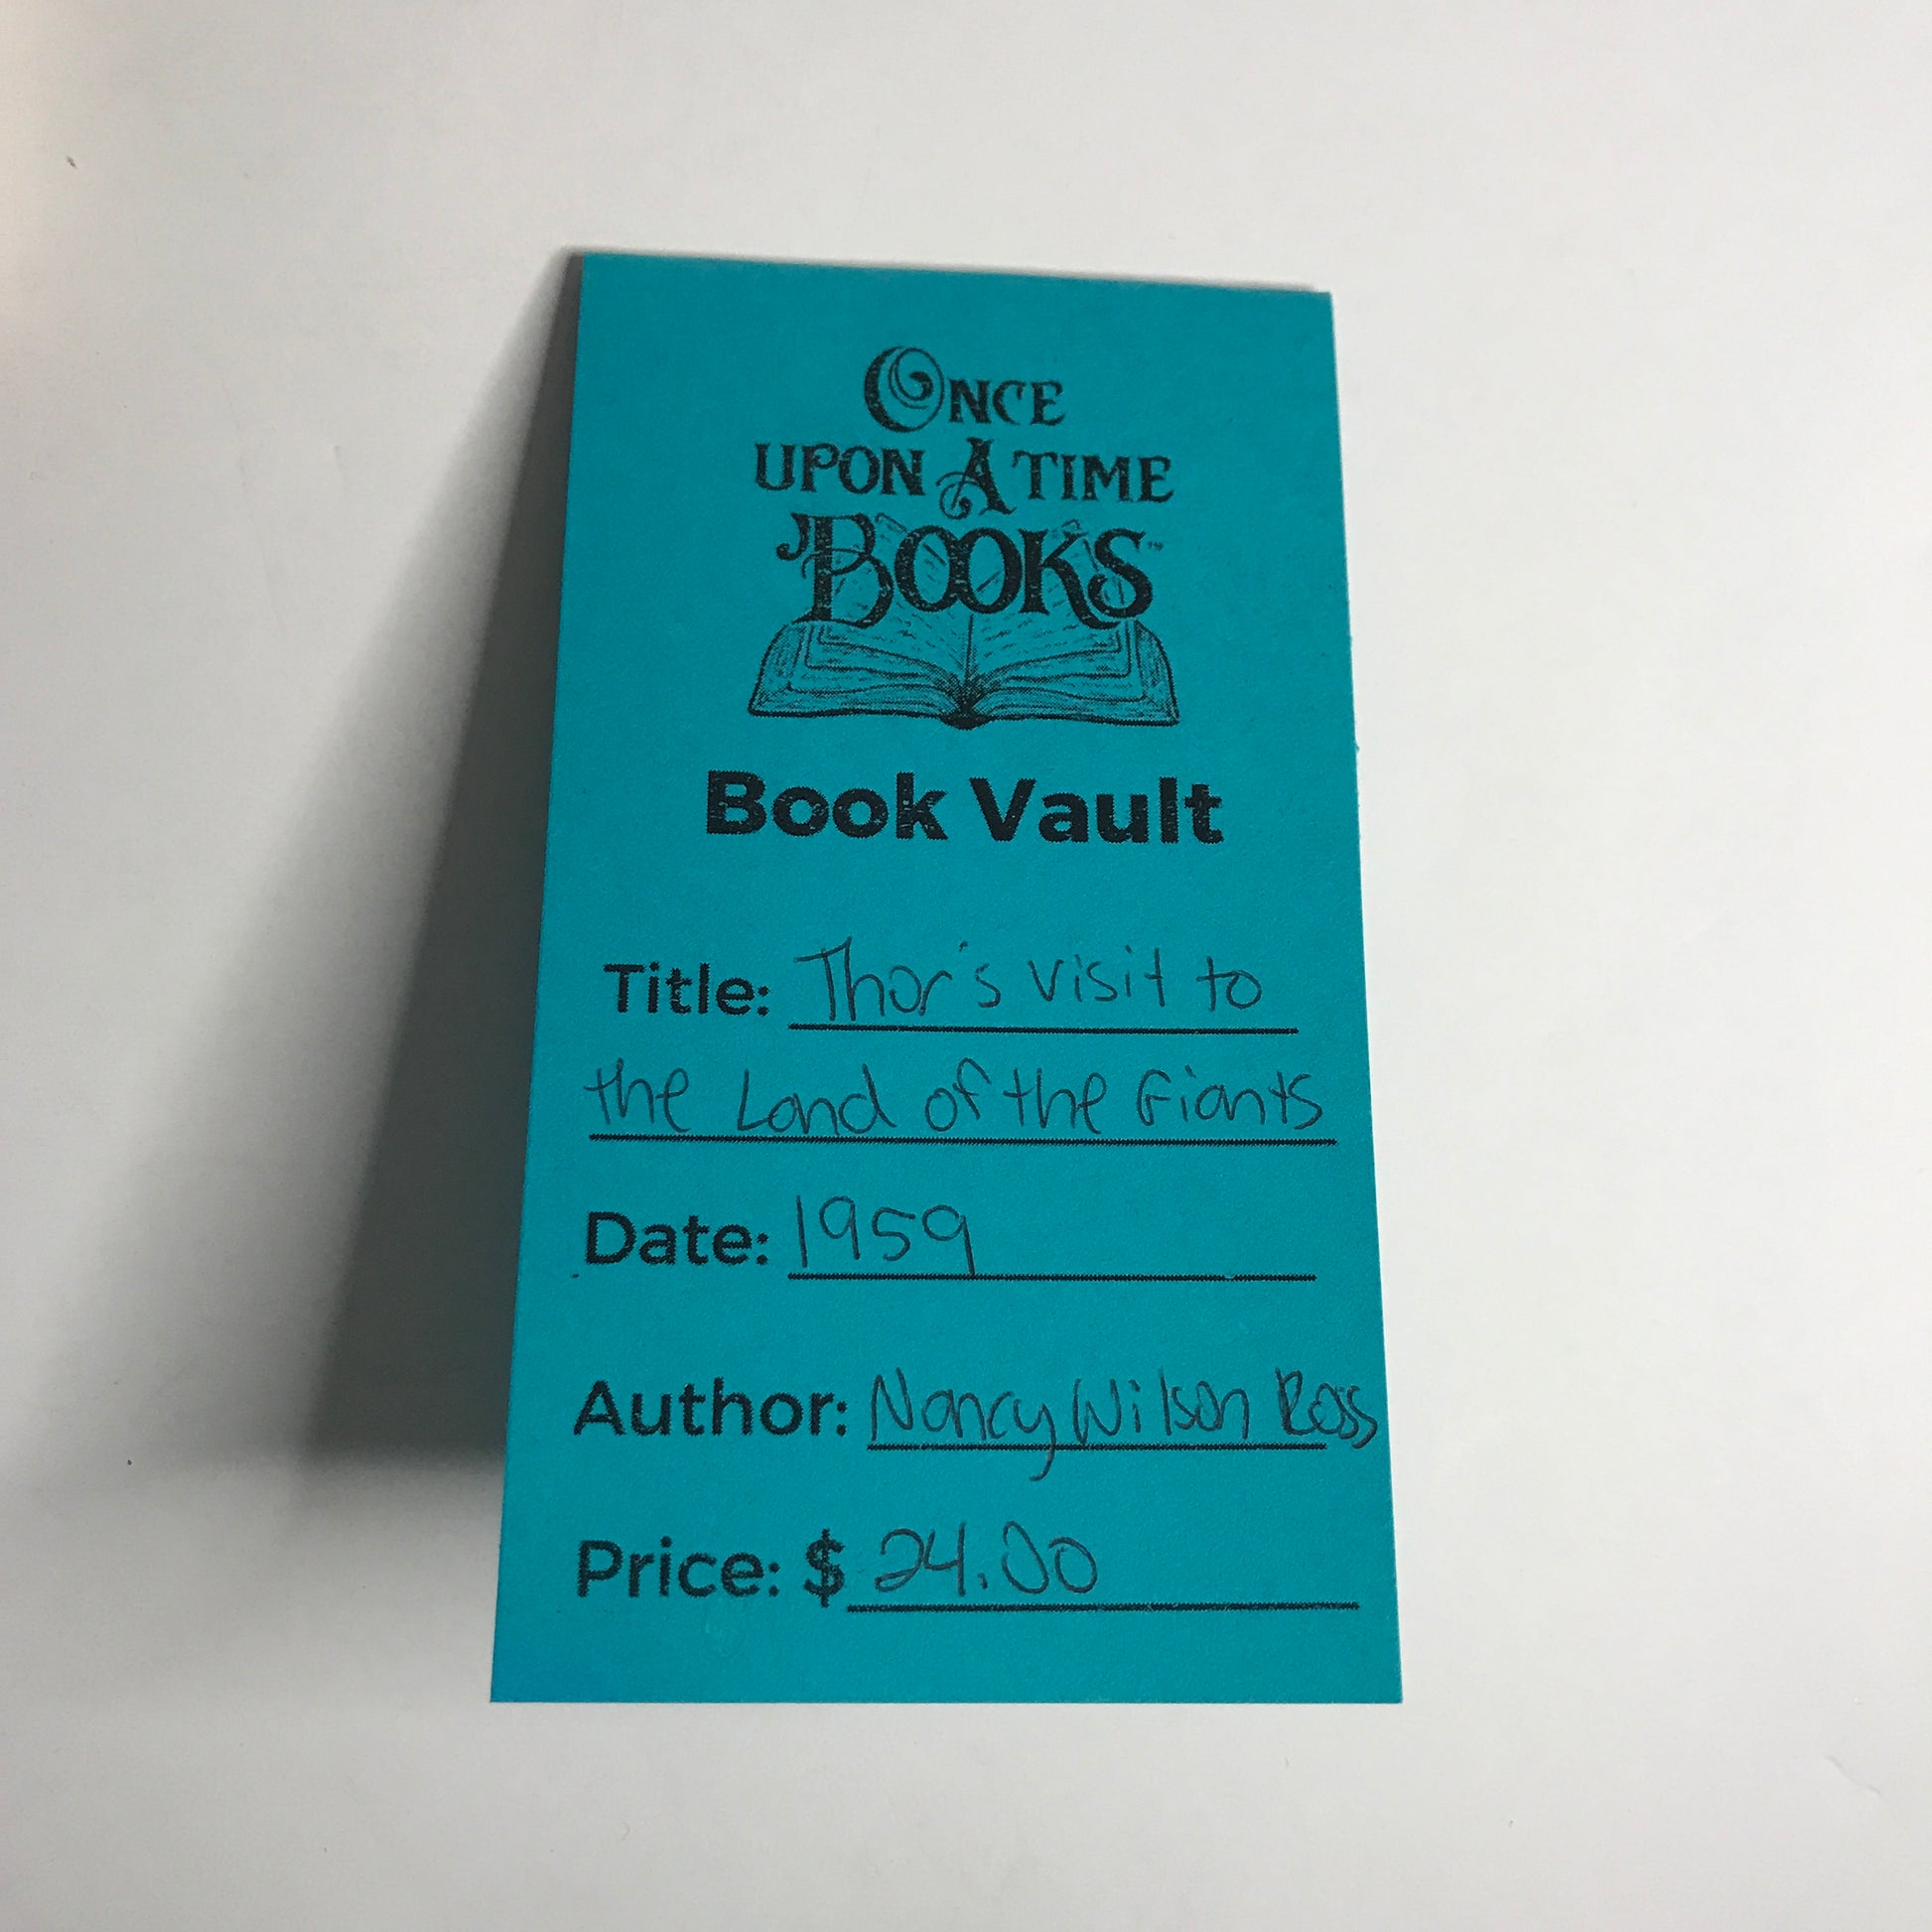 ONCE
UPON A TIME
BOOKS™
Book Vault
Title: Thor's visit to
the Land of the Giants
Date: 1959
Author: Nancy Wilson Ross
Price: $ 24.00